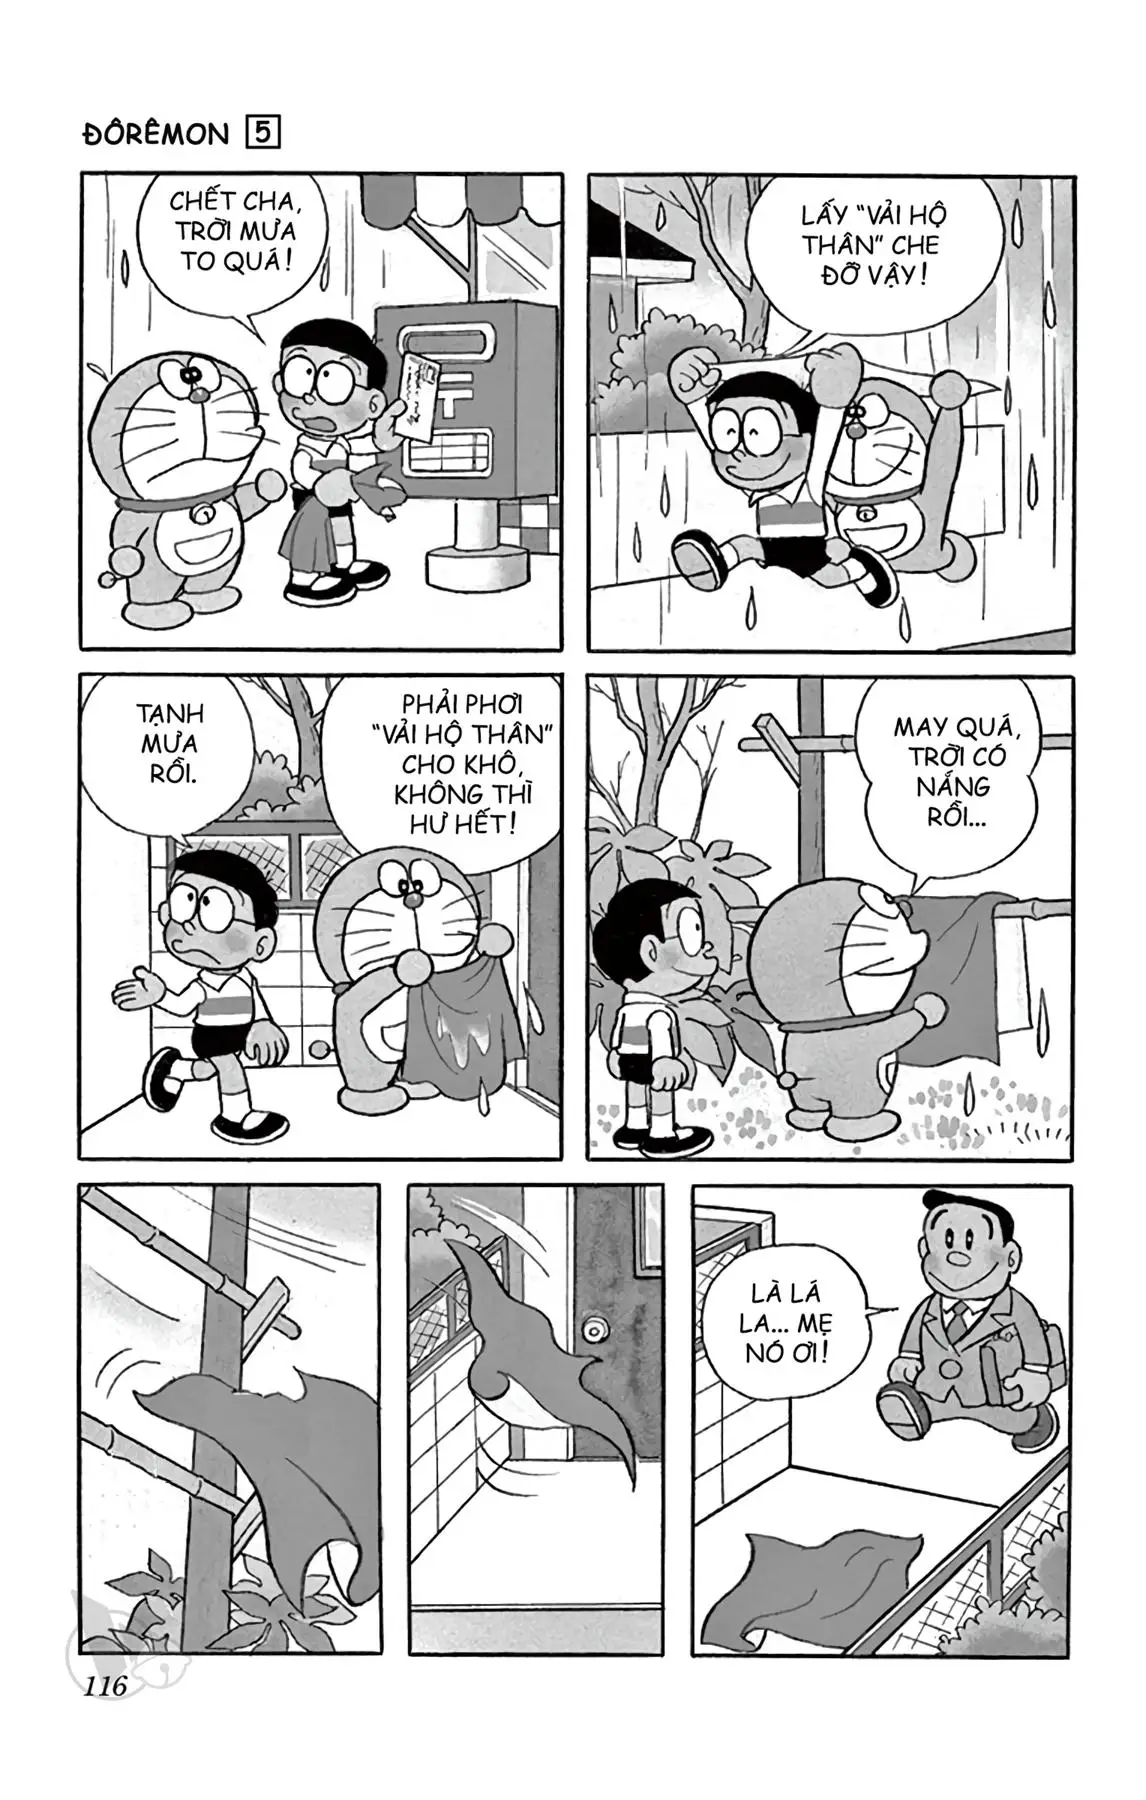 ĐÔRÊMON 5
CHẾT CHA,
TRỜI MƯA
TO QUÁ!
LẤY "VẢI HỘ
THÂN" CHE
ĐỠ VẬY!
TẠNH
MƯA
RỒI.
PHẢI PHƠI
"VẢI HỘ THÂN"
CHO KHÔ,
KHÔNG THÌ
HƯ HẾT!
MAY QUÁ,
TRỜI CÓ
NẮNG
RỒI...
LÀ LÁ
LA... MẸ
NÓ ƠI!
116